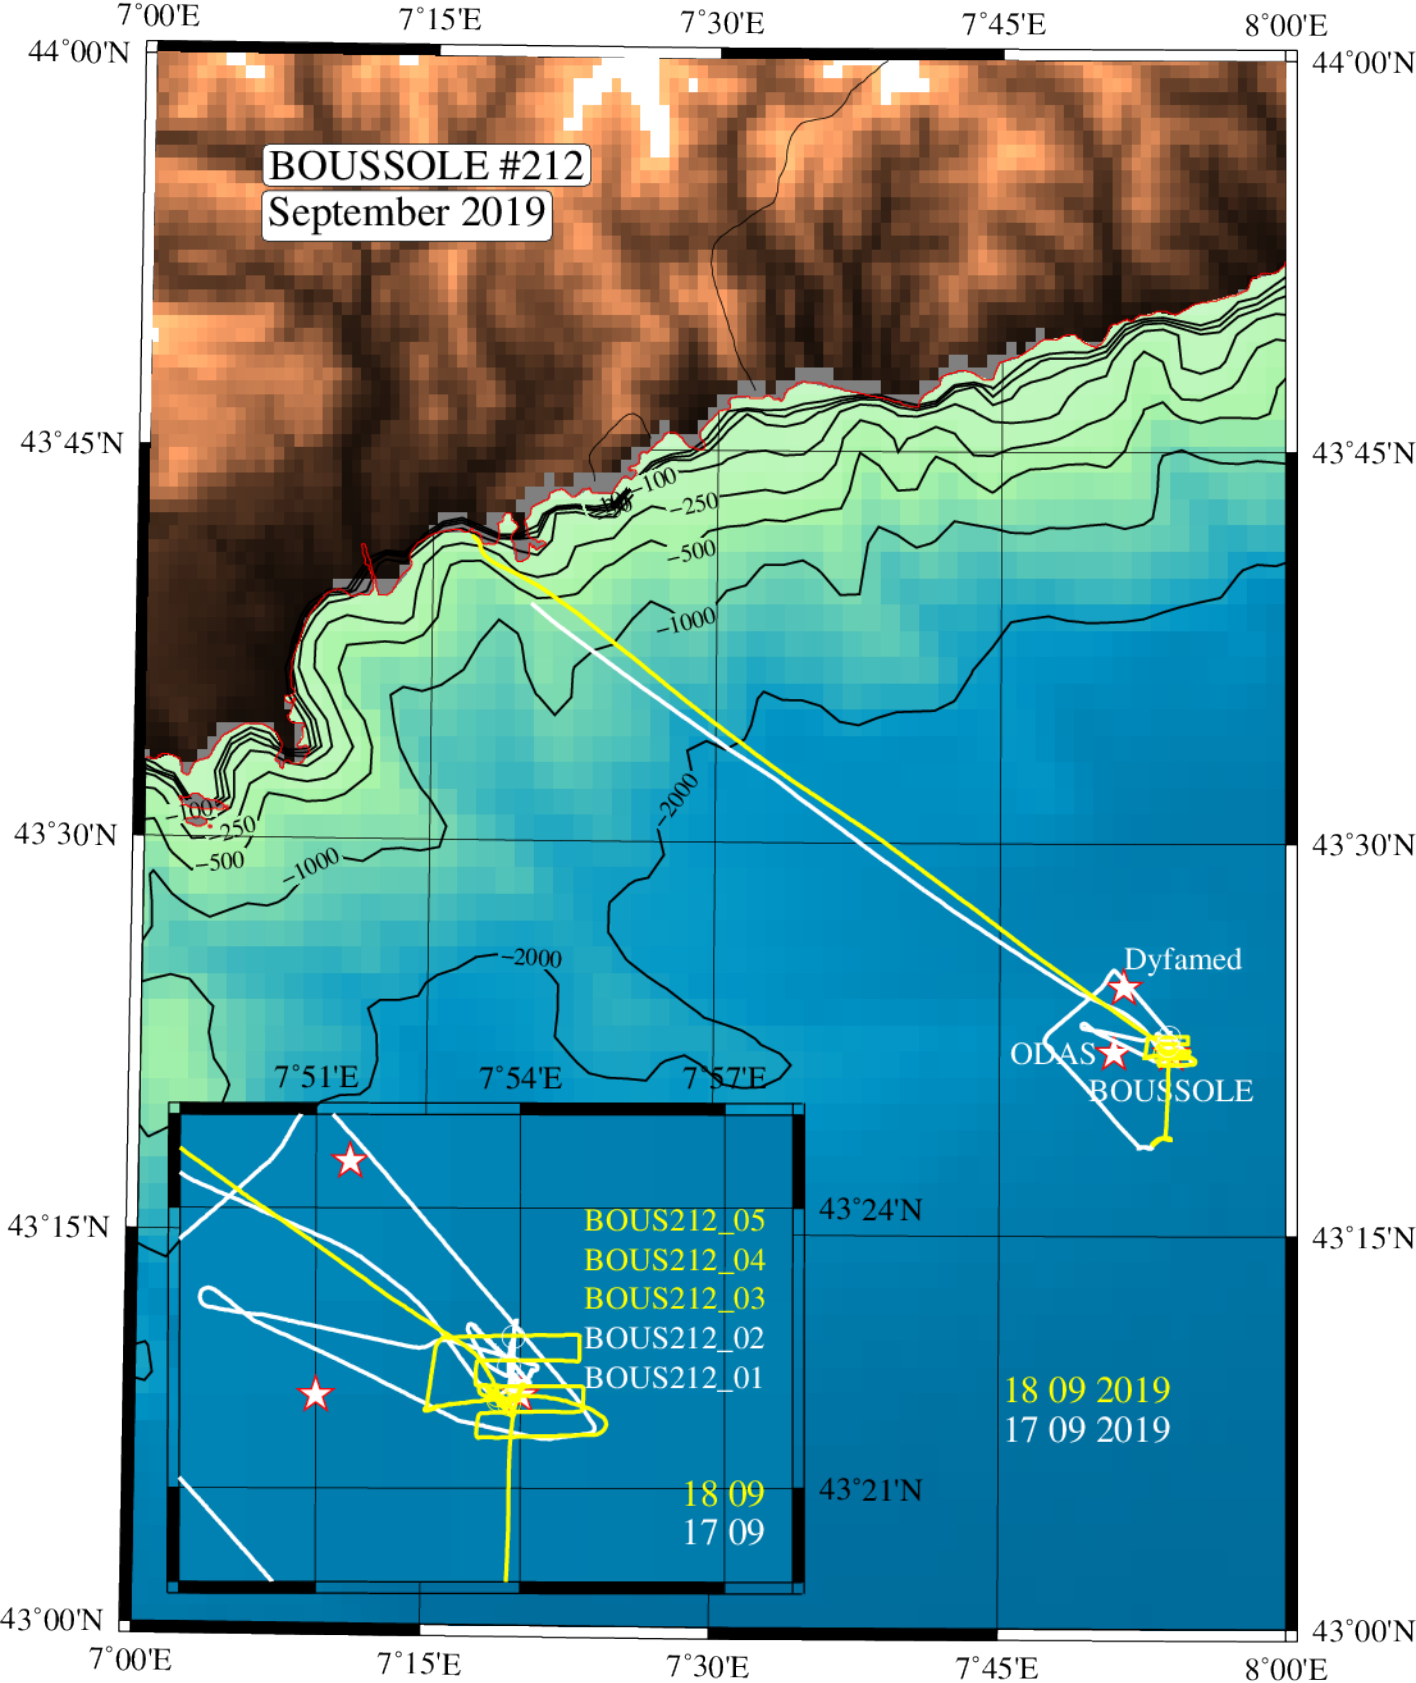 7°00'E 7°15'E 7°30'E 7°45'E 8°00'E
44°00'N 44°00'N
BOUSSOLE #212
September 2019
43°45'N 43°45'N
−100
−250
−500
−1000
−2000
−100
−250
−500
−1000
43°30'N 43°30'N
−2000
Dyfamed
ODAS
BOUSSOLE
7°51'E 7°54'E 7°57'E
43°24'N
43°15'N 43°15'N
BOUS212_05
BOUS212_04
BOUS212_03
BOUS212_02
BOUS212_01
18 09 2019
17 09 2019
43°21'N
18 09
17 09
43°00'N 43°00'N
7°00'E 7°15'E 7°30'E 7°45'E 8°00'E